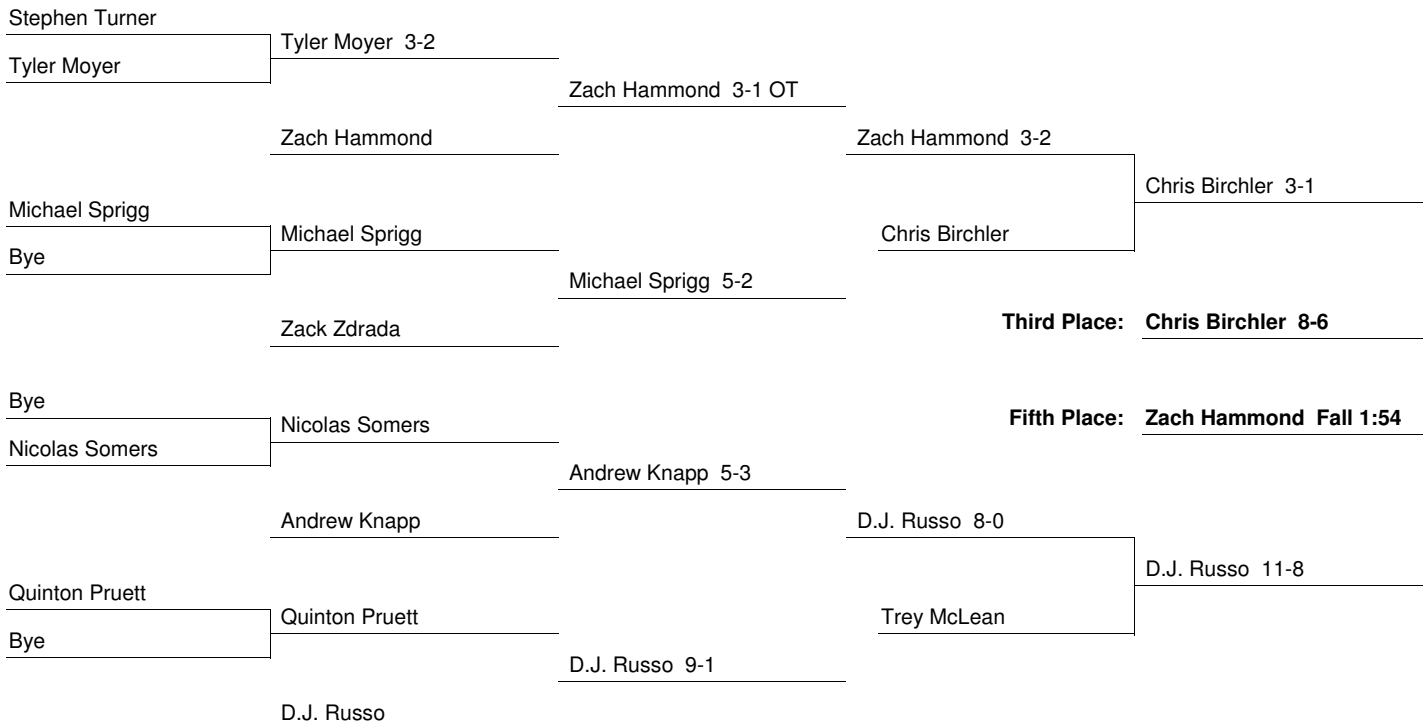 Stephen Turner
Tyler Moyer 3-2
Tyler Moyer
Zach Hammond 3-1 OT
Zach Hammond
Zach Hammond 3-2
Chris Birchler 3-1
Michael Sprigg
Michael Sprigg
Chris Birchler
Bye
Michael Sprigg 5-2
Zack Zdrada
Third Place: Chris Birchler 8-6
Bye
Nicolas Somers
Fifth Place: Zach Hammond Fall 1:54
Nicolas Somers
Andrew Knapp 5-3
Andrew Knapp
D.J. Russo 8-0
D.J. Russo 11-8
Quinton Pruett
Quinton Pruett
Trey McLean
Bye
D.J. Russo 9-1
D.J. Russo